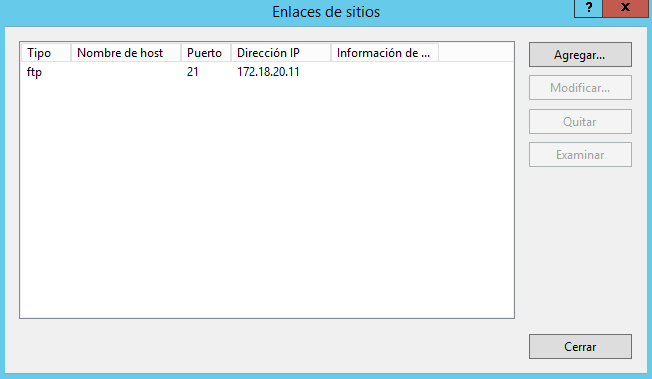 Enlaces de sitios
? x
Tipo Nombre de host Puerto Dirección IP Información de ...
ftp 21 172.18.20.11
Agregar...
Modificar...
Quitar
Examinar
Cerrar